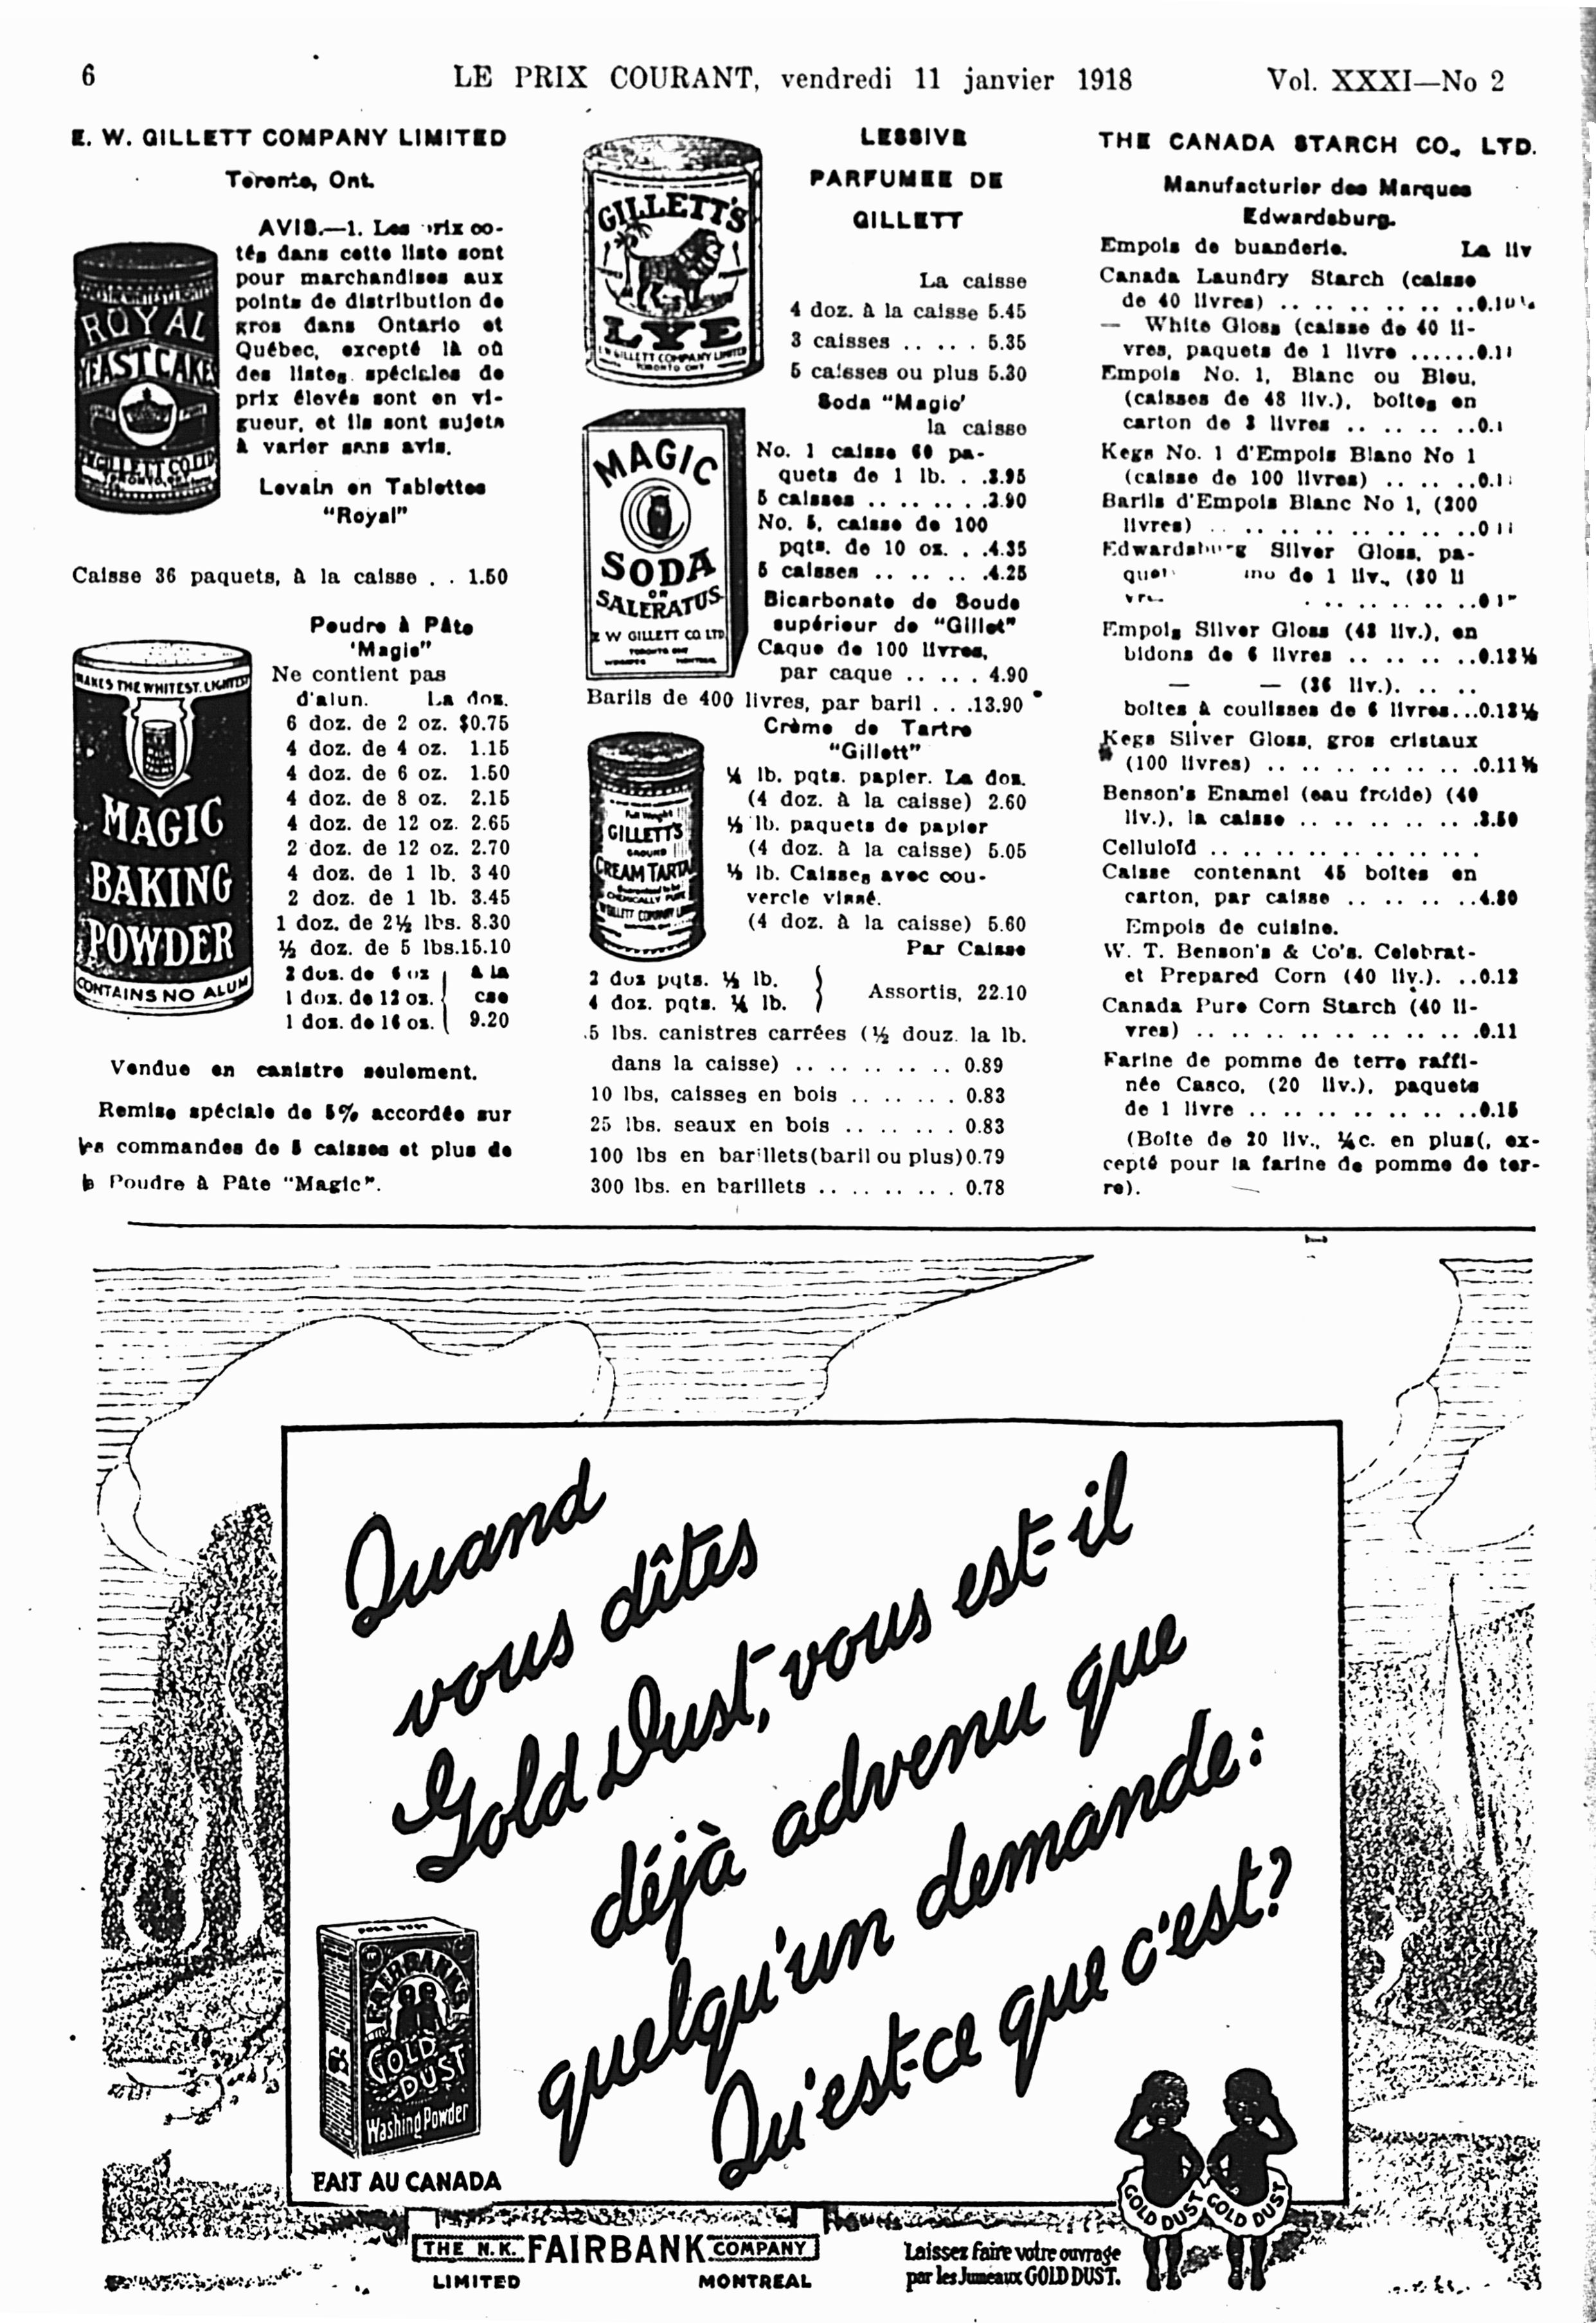 6
LE PRIX COURANT, vendredi 11 janvier 1918
Vol. XXXI—No 2
E. W. GILLETT COMPANY LIMITED
Toronto, Ont.
ROYAL
YEAST CAKES
AVIS.—1. Les prix co-
tés dans cette liste sont
pour marchandises aux
points de distribution de
gros dans Ontario et
Québec, excepté là où
des listes spéciales de
prix élevés sont en vi-
gueur, et ils sont sujets
à varier sans avis.
Levain en Tablettes
"Royal"
Caisse 36 paquets, à la caisse . . 1.50
Poudre à Pâte
'Magic"
MAKES THE WHITEST, LIGHTEST
MAGIC
BAKING
POWDER
CONTAINS NO ALUM
Ne contient pas
d'alun. La doz.
6 doz. de 2 oz. $0.75
4 doz. de 4 oz. 1.15
4 doz. de 6 oz. 1.50
4 doz. de 8 oz. 2.15
4 doz. de 12 oz. 2.65
2 doz. de 12 oz. 2.70
4 doz. de 1 lb. 3 40
2 doz. de 1 lb. 3.45
1 doz. de 2½ lbs. 8.30
½ doz. de 5 lbs. 15.10
2 doz. de 6 oz à la
1 doz. de 12 oz. cse
1 doz. de 16 oz. 9.20
Vendue en canistre seulement.
Remise spéciale de 5% accordée sur
les commandes de 5 caisses et plus de
la Poudre à Pâte "Magic".
GILLETT'S
LYE
E.W. GILLETT COMPANY LIMITED
TORONTO ONT
LESSIVE
PARFUMEE DE
GILLETT
La caisse
4 doz. à la caisse 5.45
3 caisses . . . . . 5.35
5 caisses ou plus 5.30
Soda "Magic'
la caisse
MAGIC
SODA
OR
SALERATUS
E W GILLETT CO. LTD
No. 1 caisse 60 pa-
quets de 1 lb. . .3.95
5 caisses .. .. .. . .3.90
No. 5, caisse de 100
pqts. de 10 oz. . .4.35
5 caisses .. .. .. .4.25
Bicarbonate de Soude
supérieur de "Gillet"
Caque de 100 livres,
par caque .. .. . 4.90
Barils de 400 livres, par baril . . .13.90
Crème de Tartre
"Gillett"
GILLETT'S
GROUND
CREAM TARTAR
CHEMICALLY PURE
¼ lb. pqts. papier. La doz.
(4 doz. à la caisse) 2.60
½ lb. paquets de papier
(4 doz. à la caisse) 5.05
½ lb. Caisses avec cou-
vercle vissé.
(4 doz. à la caisse) 5.60
Par Caisse
2 doz pqts. ½ lb.
4 doz. pqts. ¼ lb.
Assortis, 22.10
5 lbs. canistres carrées (½ douz. la lb.
dans la caisse) .. .. .. .. .. 0.89
10 lbs, caisses en bois .. .. .. . 0.83
25 lbs. seaux en bois .. .. .. . 0.83
100 lbs en barillets(baril ou plus)0.79
300 lbs. en barillets .. .. .. .. . 0.78
THE CANADA STARCH CO., LTD.
Manufacturier des Marques
Edwardsburg.
Empois de buanderie. La liv
Canada Laundry Starch (caisse
de 40 livres) .. .. .. .. .. ..
— White Gloss (caisse de 40 li-
vres, paquets de 1 livre ......
Empois No. 1, Blanc ou Bleu,
(caisses de 48 liv.), boîtes en
carton de 3 livres .. .. .. ..
Kegs No. 1 d'Empois Blanc No 1
(caisse de 100 livres) .. .. ..
Barils d'Empois Blanc No 1, (200
livres) .. .. .. .. .. .. ..
Edwardsburg Silver Gloss, pa-
de 1 liv., (30 li
Empois Silver Gloss (48 liv.), en
bidons de 6 livres .. .. .. ..0.13½
— — (36 liv.). .. ..
boîtes à coulisses de 6 livres...0.13½
Kegs Silver Gloss, gros cristaux
(100 livres) .. .. .. .. .. .. .0.11¾
Benson's Enamel (eau froide) (40
liv.), la caisse .. .. .. .. .. .3.50
Celluloïd .. .. .. .. .. .. .. .
Caisse contenant 45 boîtes en
carton, par caisse .. .. .. ..4.80
Empois de cuisine.
W. T. Benson's & Co's. Celebrat-
et Prepared Corn (40 liv.). ..0.12
Canada Pure Corn Starch (40 li-
vres) .. .. .. .. .. .. .. .. .0.11
Farine de pomme de terre raffi-
née Casco, (20 liv.), paquets
de 1 livre .. .. .. .. .. .. ..0.15
(Boîte de 20 liv., ¼c. en plus(, ex-
cepté pour la farine de pomme de ter-
re).
Quand
vous dîtes
Gold Dust, vous est-il
déjà advenu que
quelqu'un demande:
Qu'est-ce que c'est?
FAIRBANK'S
GOLD
DUST
Washing Powder
FAIT AU CANADA
GOLD DUST GOLD DUST
THE N.K. FAIRBANK COMPANY
LIMITED MONTREAL
Laissez faire votre ouvrage
par les Jumeaux GOLD DUST.